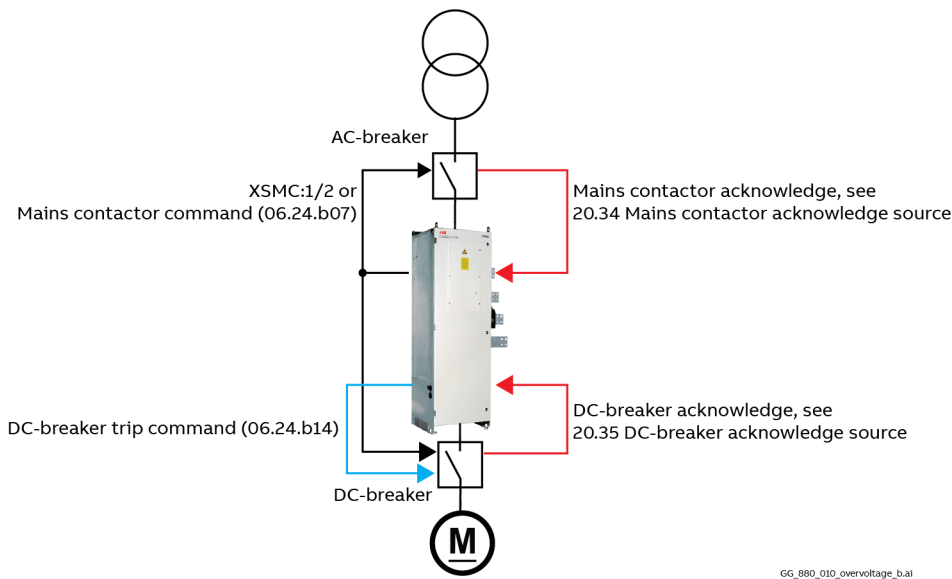 AC-breaker
XSMC:1/2 or
Mains contactor command (06.24.b07)
Mains contactor acknowledge, see
20.34 Mains contactor acknowledge source
ABB
DC-breaker trip command (06.24.b14)
DC-breaker acknowledge, see
20.35 DC-breaker acknowledge source
DC-breaker
M
GG_880_010_overvoltage_b.ai